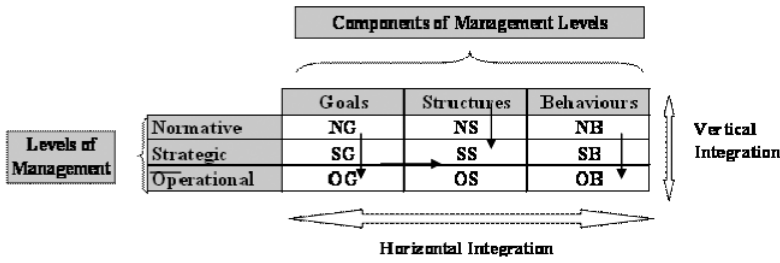 Components of Management Levels
Goals Structures Behaviours
Normative NG NS NB
Levels of Management
Strategic SG SS SB
Operational OG OS OB
Vertical Integration
Horizontal Integration